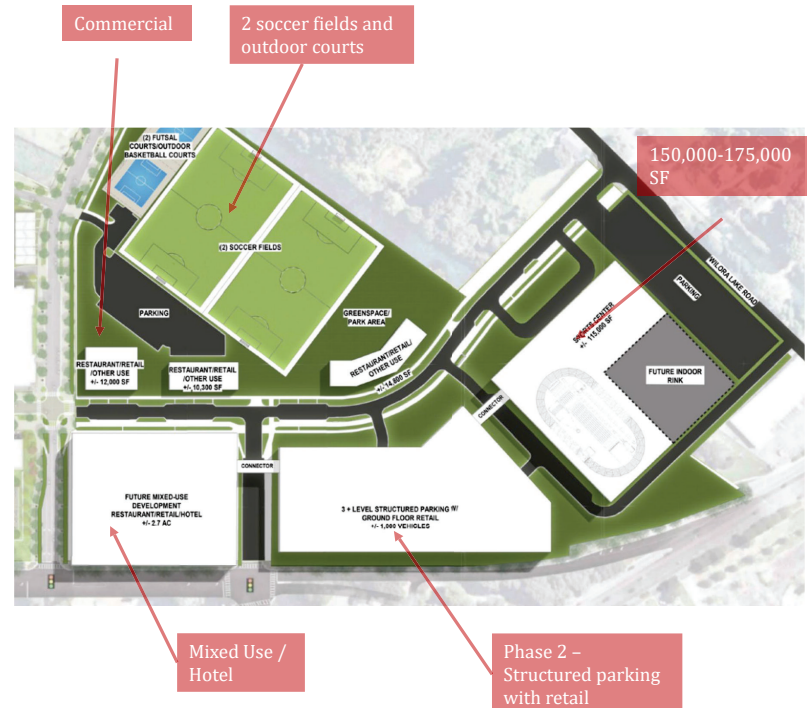 Commercial
2 soccer fields and
outdoor courts
150,000-175,000
SF
(2) FUTSAL
COURTS/OUTDOOR
BASKETBALL COURTS
(2) SOCCER FIELDS
PARKING
GREENSPACE/
PARK AREA
WILORA LAKE ROAD
PARKING
SPORTS CENTER
+/- 115,000 SF
FUTURE INDOOR
RINK
RESTAURANT/RETAIL
/OTHER USE
+/- 12,000 SF
RESTAURANT/RETAIL
/OTHER USE
+/- 10,300 SF
RESTAURANT/RETAIL/
OTHER USE
+/-14,800 SF
CONNECTOR
CONNECTOR
FUTURE MIXED-USE
DEVELOPMENT
RESTAURANT/RETAIL/HOTEL
+/- 2.7 AC
3 + LEVEL STRUCTURED PARKING W/
GROUND FLOOR RETAIL
+/- 1,000 VEHICLES
Mixed Use /
Hotel
Phase 2 –
Structured parking
with retail